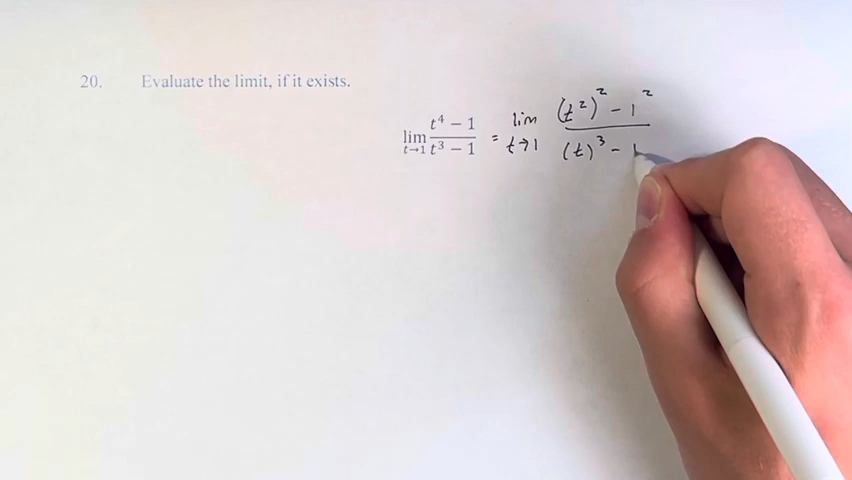 20. Evaluate the limit, if it exists.
lim t→1 (t⁴ − 1)/(t³ − 1) = lim t→1 ((t²)² − 1²)/((t)³ − 1